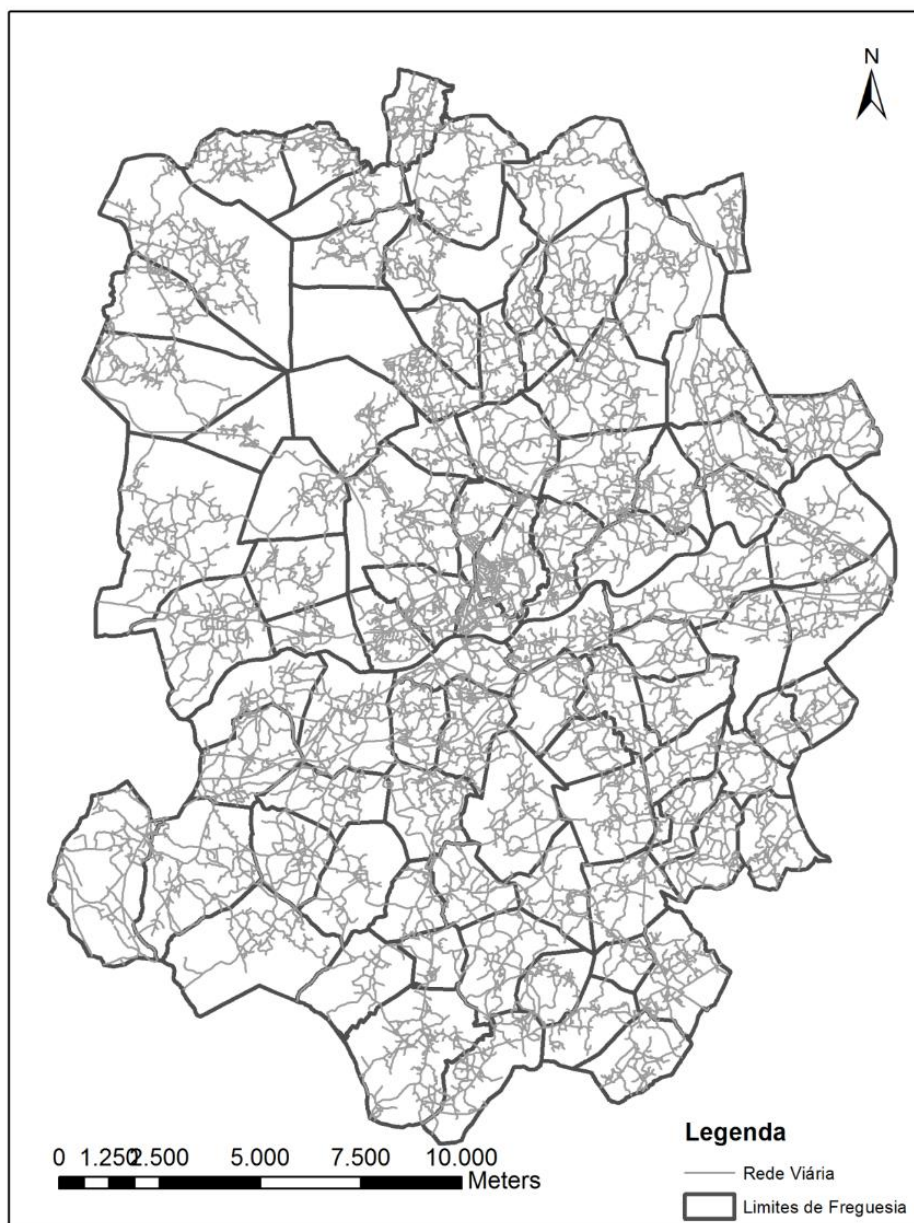 N
Legenda
0 1.250 2.500 5.000 7.500 10.000
Meters
Rede Viária
Limites de Freguesia